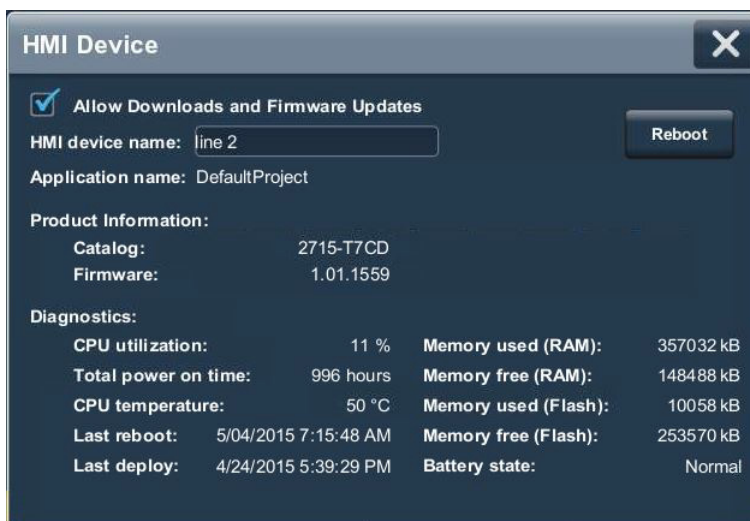 HMI Device
Allow Downloads and Firmware Updates
HMI device name: line 2
Reboot
Application name: DefaultProject
Product Information:
Catalog: 2715-T7CD
Firmware: 1.01.1559
Diagnostics:
CPU utilization: 11 % Memory used (RAM): 357032 kB
Total power on time: 996 hours Memory free (RAM): 148488 kB
CPU temperature: 50 °C Memory used (Flash): 10058 kB
Last reboot: 5/04/2015 7:15:48 AM Memory free (Flash): 253570 kB
Last deploy: 4/24/2015 5:39:29 PM Battery state: Normal